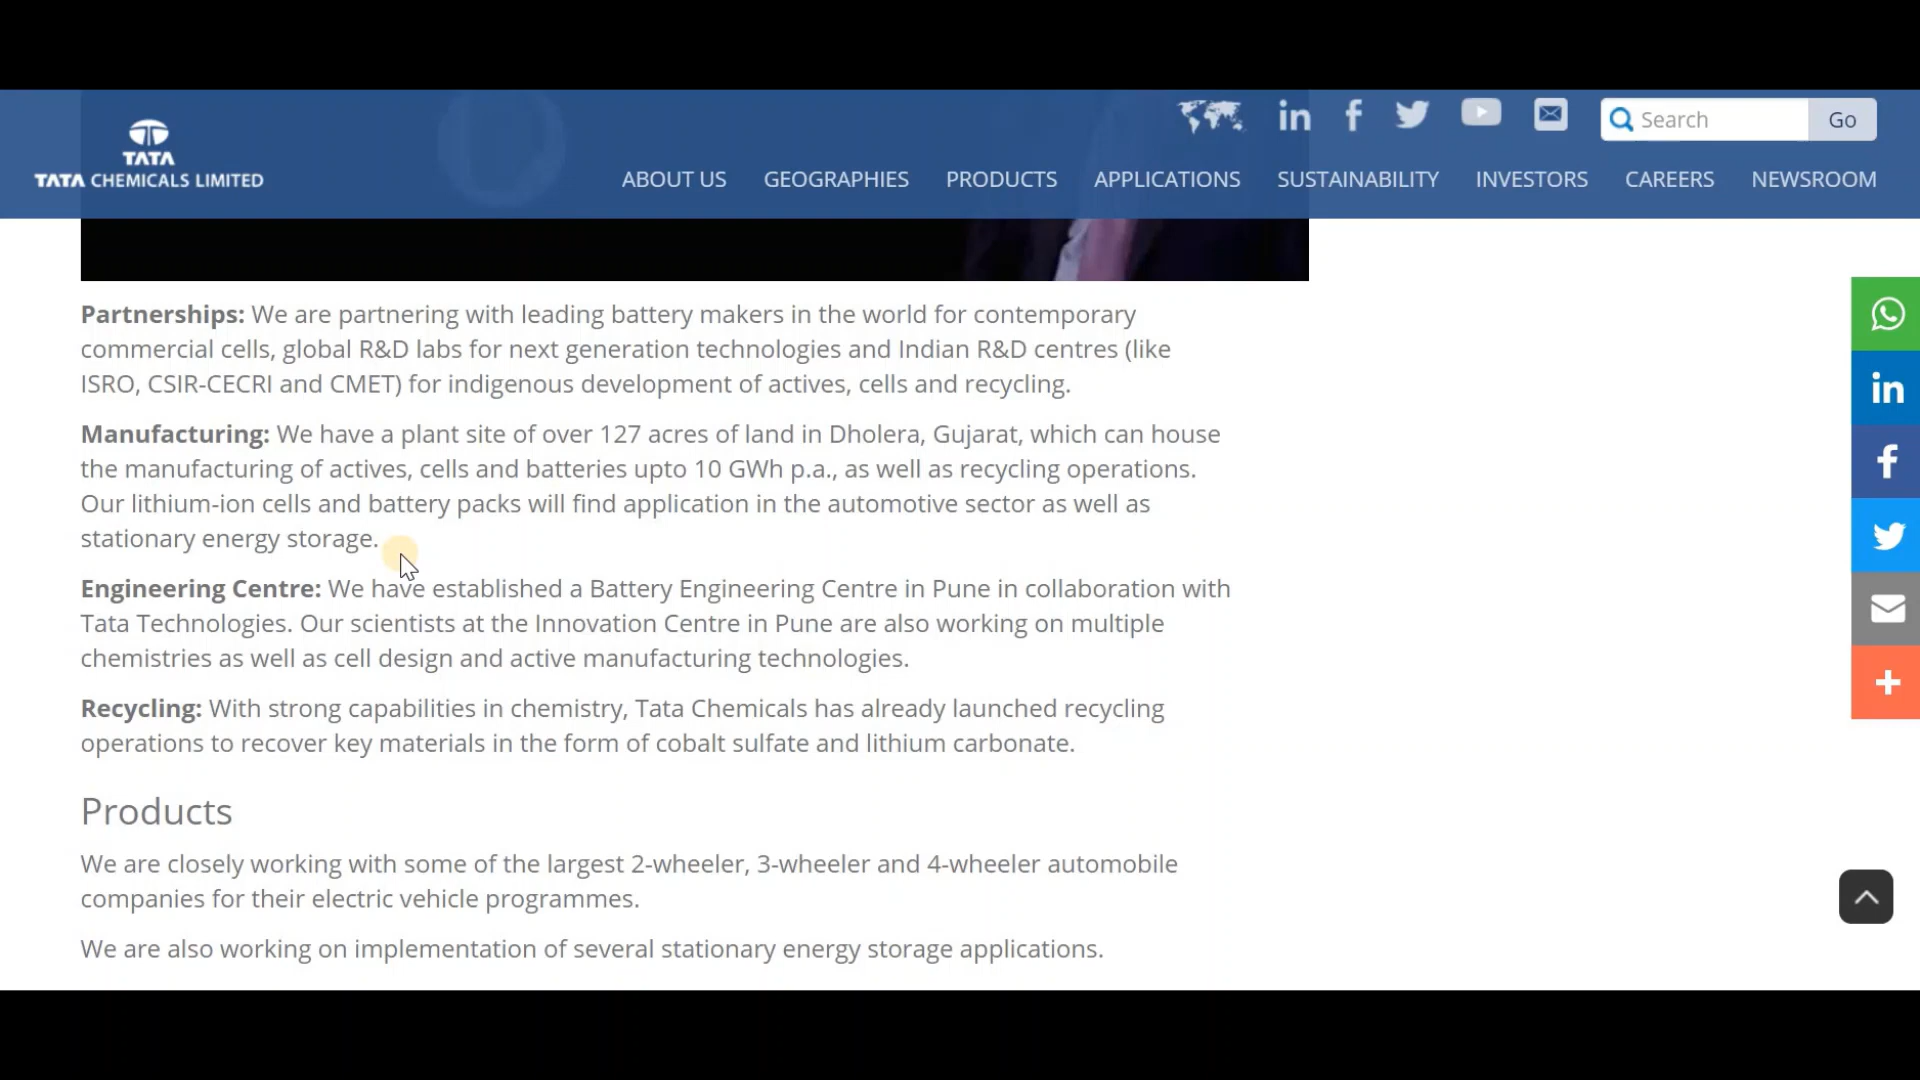 TATA
TATA CHEMICALS LIMITED
Search
Go
ABOUT US GEOGRAPHIES PRODUCTS APPLICATIONS SUSTAINABILITY INVESTORS CAREERS NEWSROOM
Partnerships: We are partnering with leading battery makers in the world for contemporary
commercial cells, global R&D labs for next generation technologies and Indian R&D centres (like
ISRO, CSIR-CECRI and CMET) for indigenous development of actives, cells and recycling.
Manufacturing: We have a plant site of over 127 acres of land in Dholera, Gujarat, which can house
the manufacturing of actives, cells and batteries upto 10 GWh p.a., as well as recycling operations.
Our lithium-ion cells and battery packs will find application in the automotive sector as well as
stationary energy storage.
Engineering Centre: We have established a Battery Engineering Centre in Pune in collaboration with
Tata Technologies. Our scientists at the Innovation Centre in Pune are also working on multiple
chemistries as well as cell design and active manufacturing technologies.
Recycling: With strong capabilities in chemistry, Tata Chemicals has already launched recycling
operations to recover key materials in the form of cobalt sulfate and lithium carbonate.
Products
We are closely working with some of the largest 2-wheeler, 3-wheeler and 4-wheeler automobile
companies for their electric vehicle programmes.
We are also working on implementation of several stationary energy storage applications.